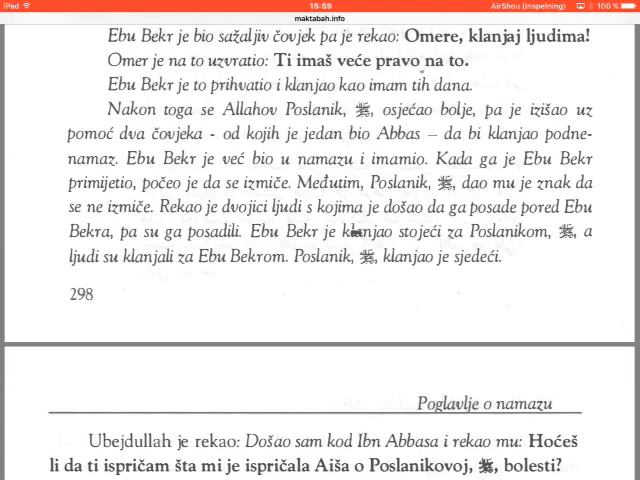 iPad 15:59 AirShou (Inspelning) 100 %
maktabah.info
Ebu Bekr je bio sažaljiv čovjek pa je rekao: Omere, klanjaj ljudima!
Omer je na to uzvratio: Ti imaš veće pravo na to.
Ebu Bekr je to prihvatio i klanjao kao imam tih dana.
Nakon toga se Allahov Poslanik, ﷺ, osjećao bolje, pa je izišao uz
pomoć dva čovjeka - od kojih je jedan bio Abbas – da bi klanjao podne-
namaz. Ebu Bekr je već bio u namazu i imamio. Kada ga je Ebu Bekr
primijetio, počeo je da se izmiče. Međutim, Poslanik, ﷺ, dao mu je znak da
se ne izmiče. Rekao je dvojici ljudi s kojima je došao da ga posade pored Ebu
Bekra, pa su ga posadili. Ebu Bekr je klanjao stojeći za Poslanikom, ﷺ, a
ljudi su klanjali za Ebu Bekrom. Poslanik, ﷺ, klanjao je sjedeći.
298
Poglavlje o namazu
Ubejdullah je rekao: Došao sam kod Ibn Abbasa i rekao mu: Hoćeš
li da ti ispričam šta mi je ispričala Aiša o Poslanikovoj, ﷺ, bolesti?